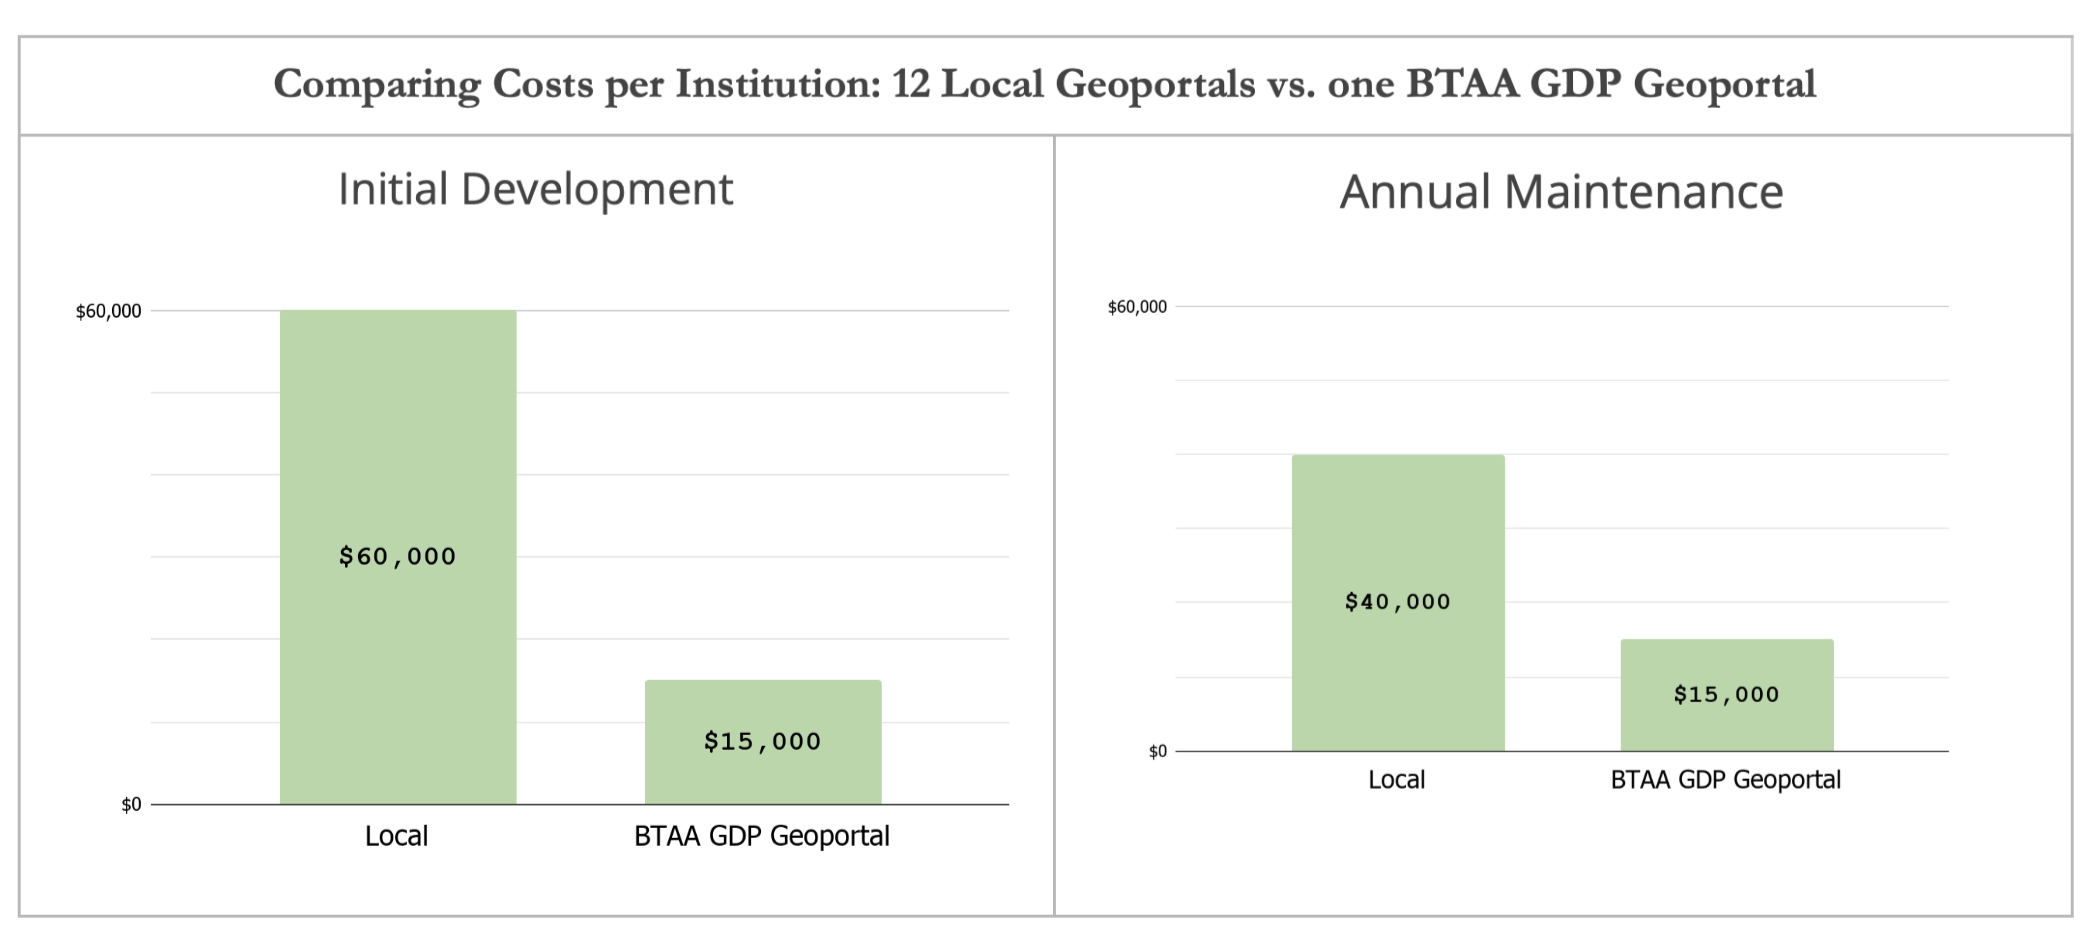 Comparing Costs per Institution: 12 Local Geoportals vs. one BTAA GDP Geoportal
Initial Development
$60,000
$60,000
$15,000
$0
Local
BTAA GDP Geoportal
Annual Maintenance
$60,000
$40,000
$15,000
$0
Local
BTAA GDP Geoportal